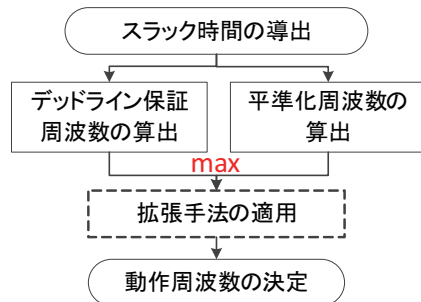 スラック時間の導出
デッドライン保証
周波数の算出
平準化周波数の
算出
max
拡張手法の適用
動作周波数の決定